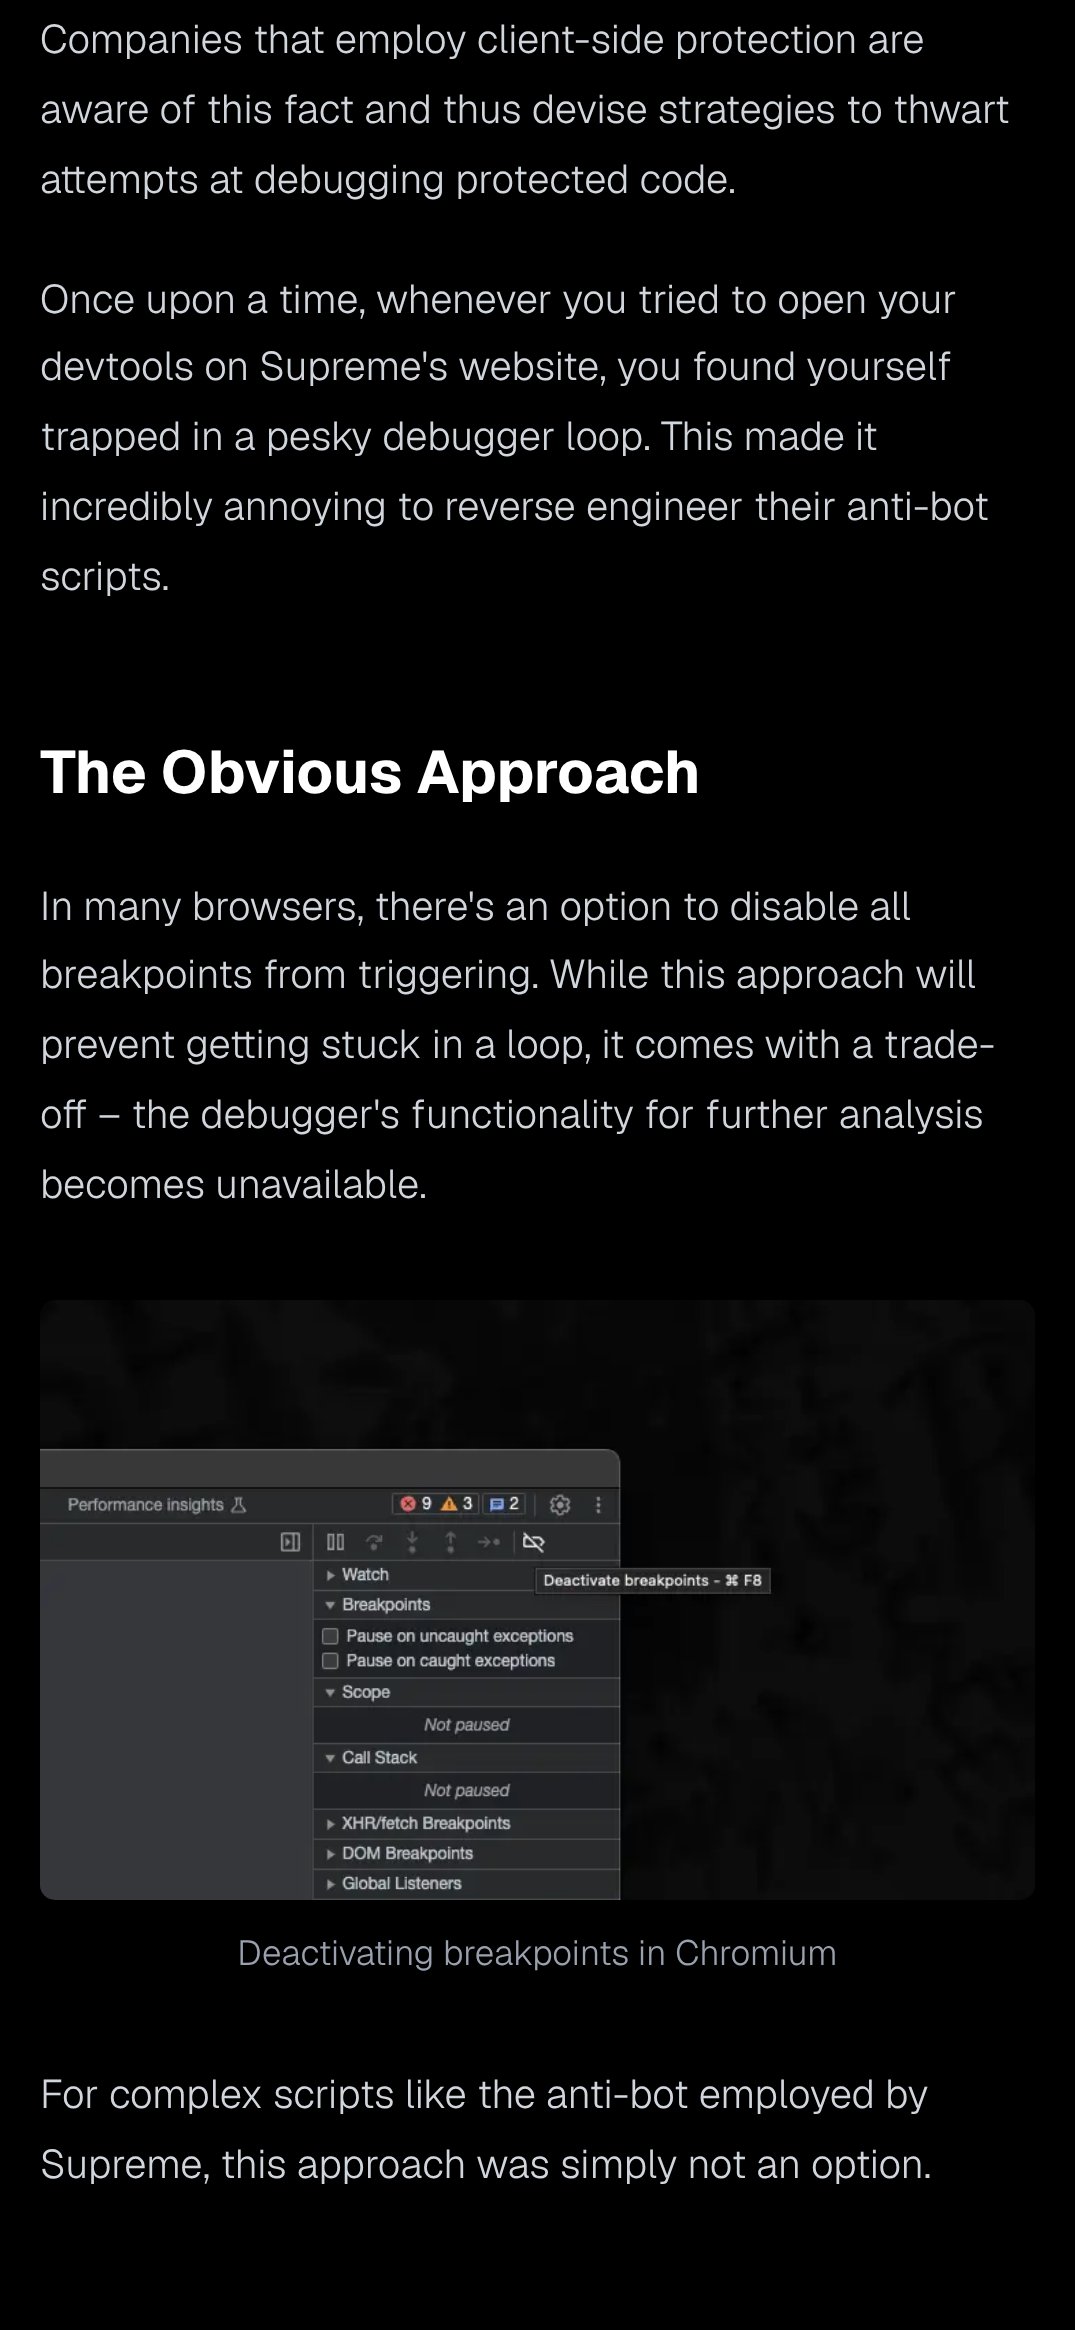 Companies that employ client-side protection are
aware of this fact and thus devise strategies to thwart
attempts at debugging protected code.
Once upon a time, whenever you tried to open your
devtools on Supreme's website, you found yourself
trapped in a pesky debugger loop. This made it
incredibly annoying to reverse engineer their anti-bot
scripts.
The Obvious Approach
In many browsers, there's an option to disable all
breakpoints from triggering. While this approach will
prevent getting stuck in a loop, it comes with a trade-
off – the debugger's functionality for further analysis
becomes unavailable.
Performance insights 9 3 2
Watch
Deactivate breakpoints - ⌘ F8
Breakpoints
Pause on uncaught exceptions
Pause on caught exceptions
Scope
Not paused
Call Stack
Not paused
XHR/fetch Breakpoints
DOM Breakpoints
Global Listeners
Deactivating breakpoints in Chromium
For complex scripts like the anti-bot employed by
Supreme, this approach was simply not an option.